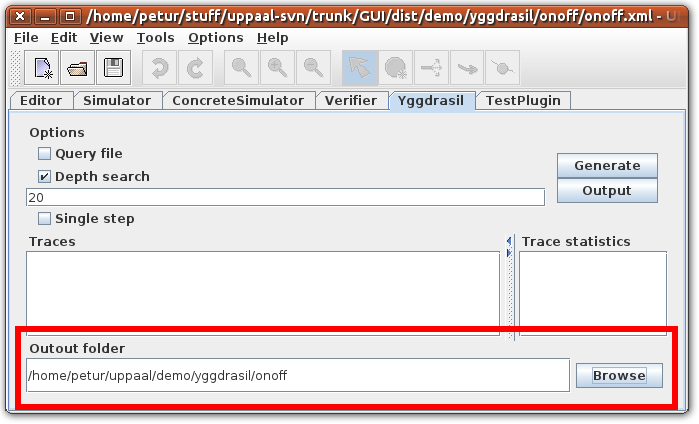 /home/petur/stuff/uppaal-svn/trunk/GUI/dist/demo/yggdrasil/onoff/onoff.xml - U
File Edit View Tools Options Help
Editor Simulator ConcreteSimulator Verifier Yggdrasil TestPlugin
Options
Query file
Generate
Depth search
Output
20
Single step
Traces Trace statistics
Outout folder
/home/petur/uppaal/demo/yggdrasil/onoff Browse